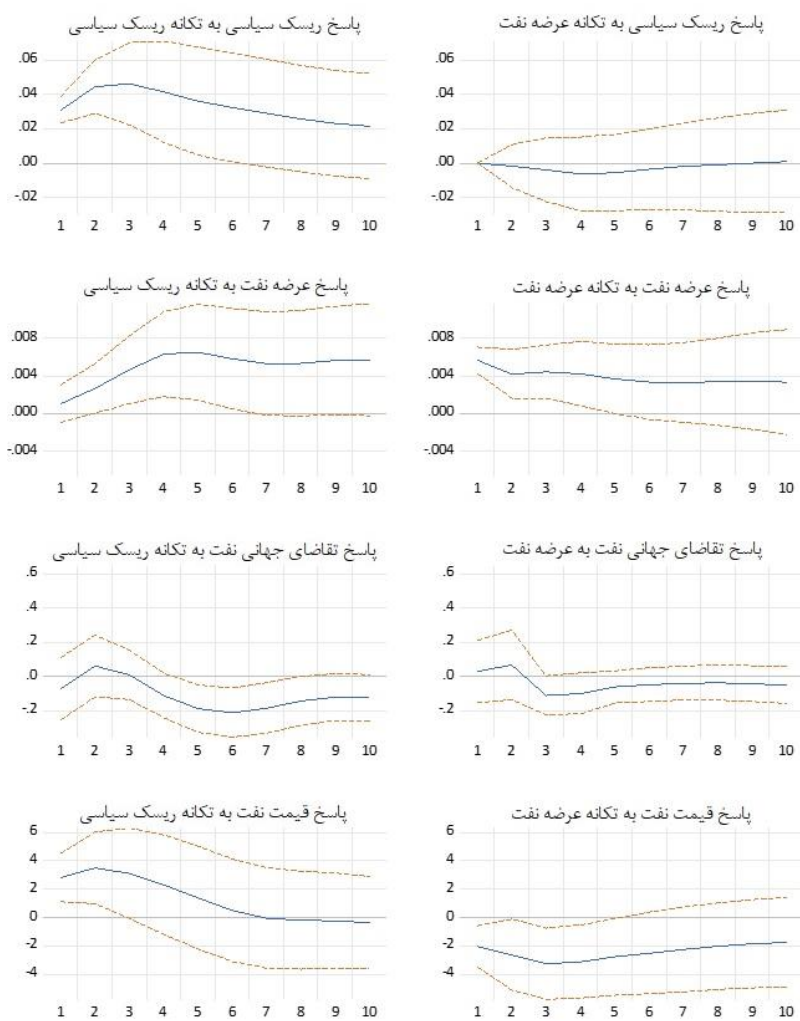 پاسخ ریسک سیاسی به تکانه ریسک سیاسی
.06
.04
.02
.00
-.02
1 2 3 4 5 6 7 8 9 10
پاسخ ریسک سیاسی به تکانه عرضه نفت
.06
.04
.02
.00
-.02
1 2 3 4 5 6 7 8 9 10
پاسخ عرضه نفت به تکانه ریسک سیاسی
.008
.004
.000
-.004
1 2 3 4 5 6 7 8 9 10
پاسخ عرضه نفت به تکانه عرضه نفت
.008
.004
.000
-.004
1 2 3 4 5 6 7 8 9 10
پاسخ تقاضای جهانی نفت به تکانه ریسک سیاسی
.6
.4
.2
.0
-.2
1 2 3 4 5 6 7 8 9 10
پاسخ تقاضای جهانی نفت به عرضه نفت
.6
.4
.2
.0
-.2
1 2 3 4 5 6 7 8 9 10
پاسخ قیمت نفت به تکانه ریسک سیاسی
6
4
2
0
-2
-4
1 2 3 4 5 6 7 8 9 10
پاسخ قیمت نفت به تکانه عرضه نفت
6
4
2
0
-2
-4
1 2 3 4 5 6 7 8 9 10